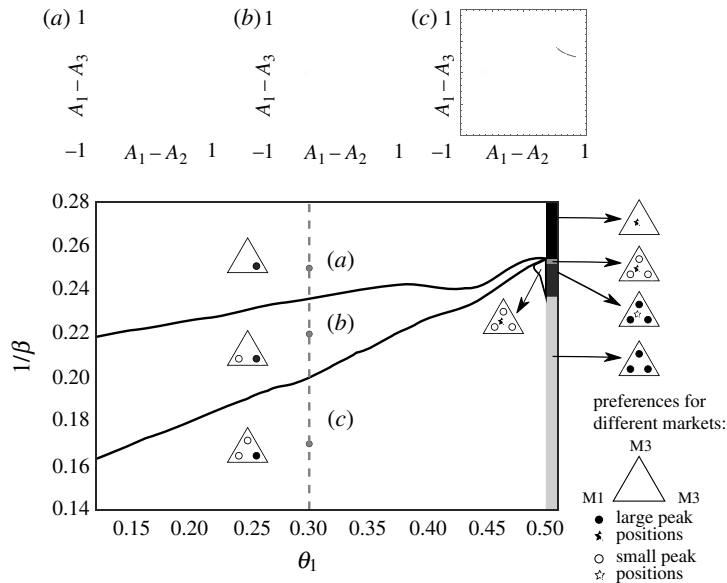 (a) 1 (b) 1 (c) 1
A₁ – A₃ A₁ – A₃ A₁ – A₃
–1 A₁ – A₂ 1 –1 A₁ – A₂ 1 –1 A₁ – A₂ 1
0.28
0.26
0.24
0.22
0.20
0.18
0.16
0.14
1/β
(a)
(b)
(c)
0.15 0.20 0.25 0.30 0.35 0.40 0.45 0.50
θ₁
preferences for
different markets:
M3
M1 M3
large peak
positions
small peak
positions